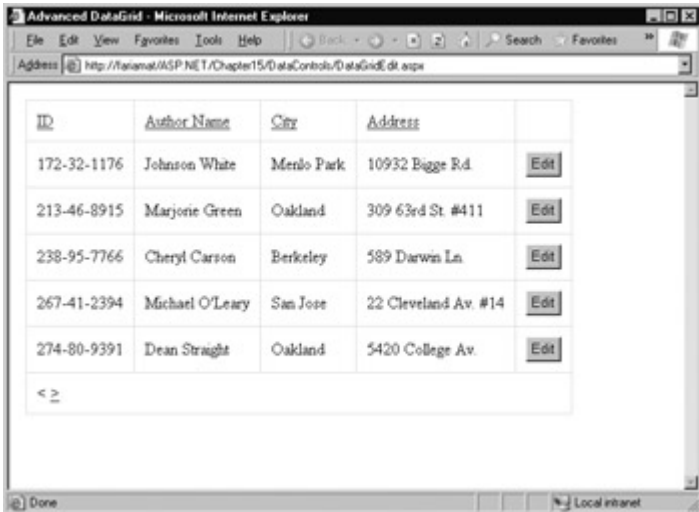 Advanced DataGrid - Microsoft Internet Explorer
File Edit View Favorites Tools Help Back Search Favorites »
Address http://fariamat/ASP.NET/Chapter15/DataControls/DataGridEdit.aspx
ID Author Name City Address
172-32-1176 Johnson White Menlo Park 10932 Bigge Rd. Edit
213-46-8915 Marjorie Green Oakland 309 63rd St. #411 Edit
238-95-7766 Cheryl Carson Berkeley 589 Darwin Ln. Edit
267-41-2394 Michael O'Leary San Jose 22 Cleveland Av. #14 Edit
274-80-9391 Dean Straight Oakland 5420 College Av. Edit
< >
Done Local intranet